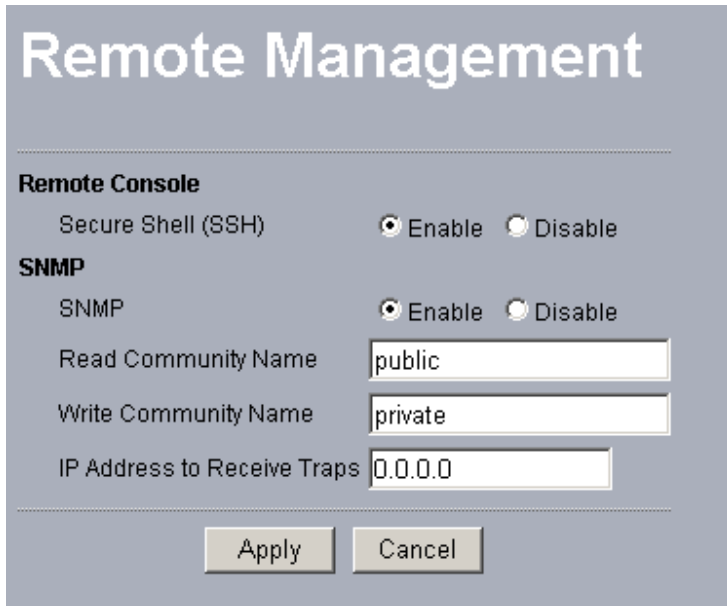 Remote Management
Remote Console
Secure Shell (SSH) Enable Disable
SNMP
SNMP Enable Disable
Read Community Name public
Write Community Name private
IP Address to Receive Traps 0.0.0.0
Apply Cancel